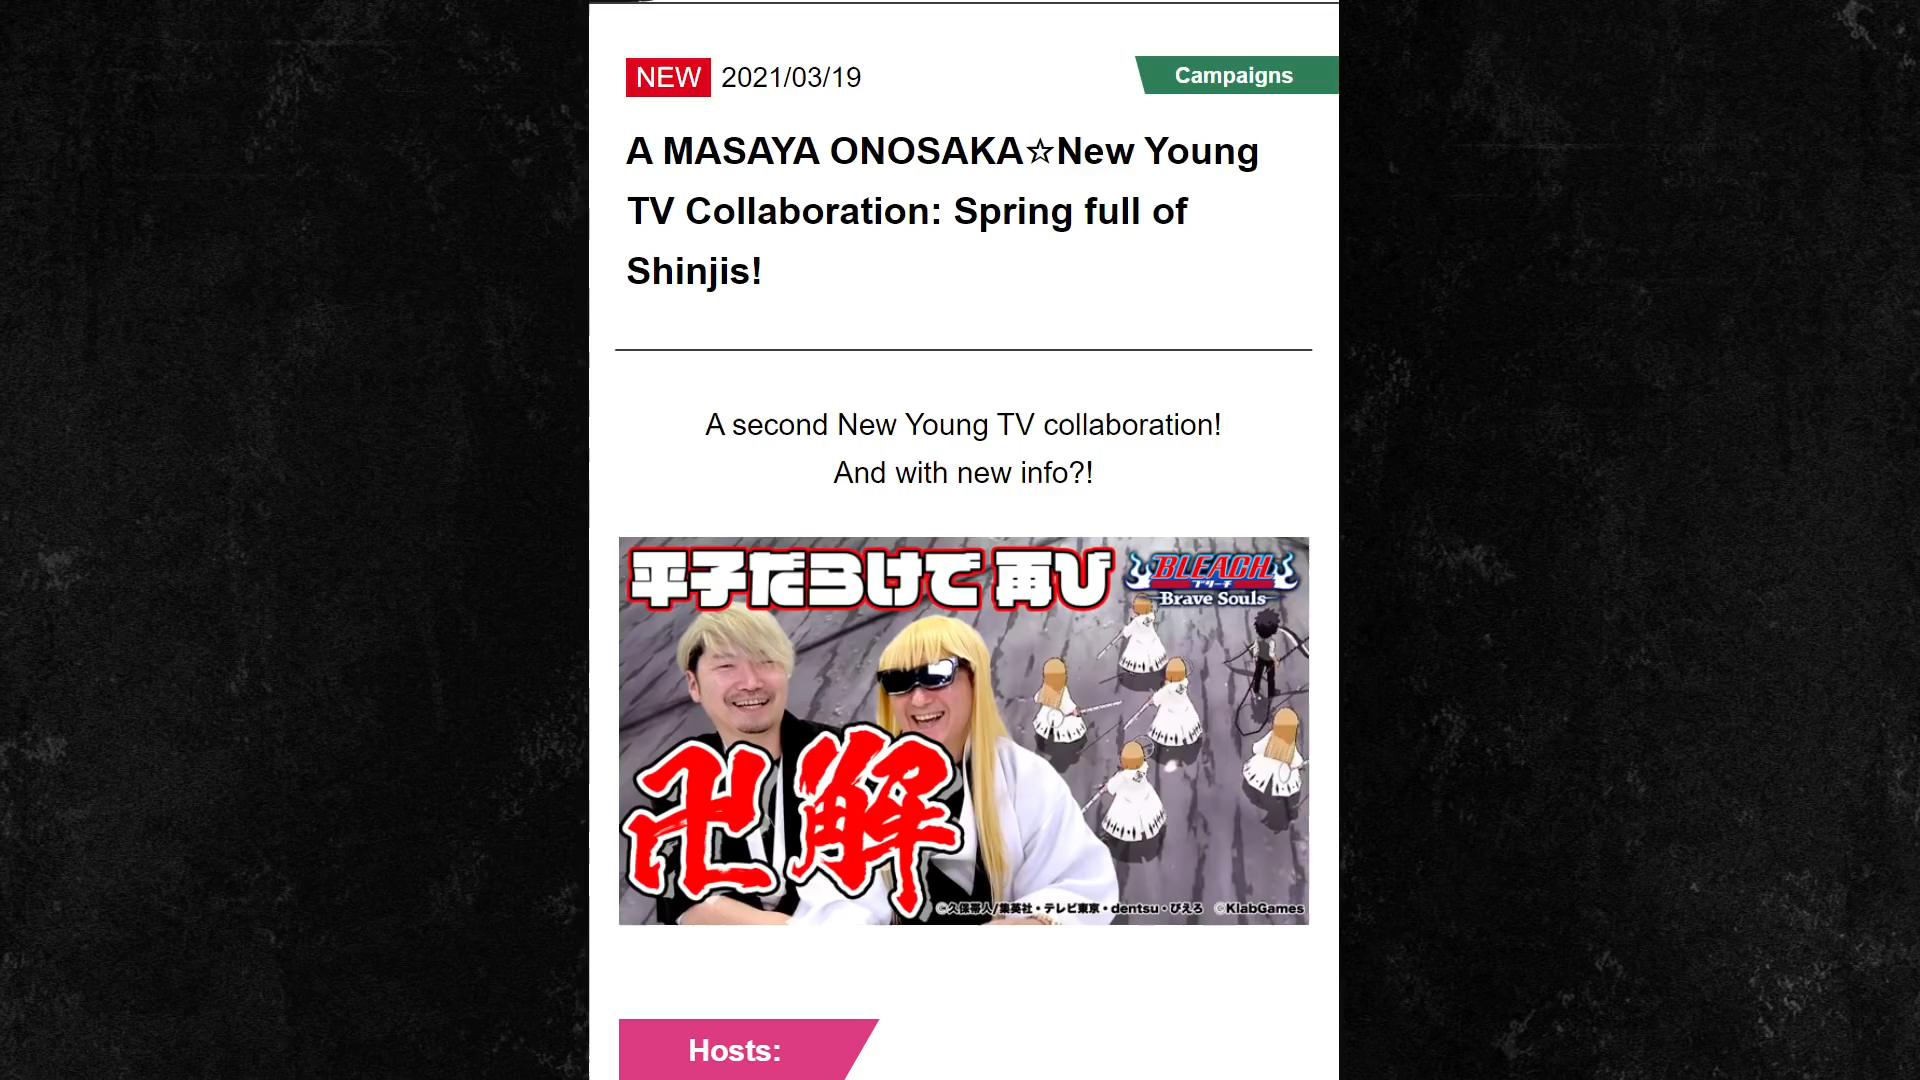 NEW 2021/03/19
Campaigns
A MASAYA ONOSAKA☆New Young
TV Collaboration: Spring full of
Shinjis!
A second New Young TV collaboration!
And with new info?!
平子だらけで 再び
BLEACH
ブリーチ
Brave Souls
卍解
©久保帯人/集英社・テレビ東京・dentsu・ぴえろ ©KlabGames
Hosts: